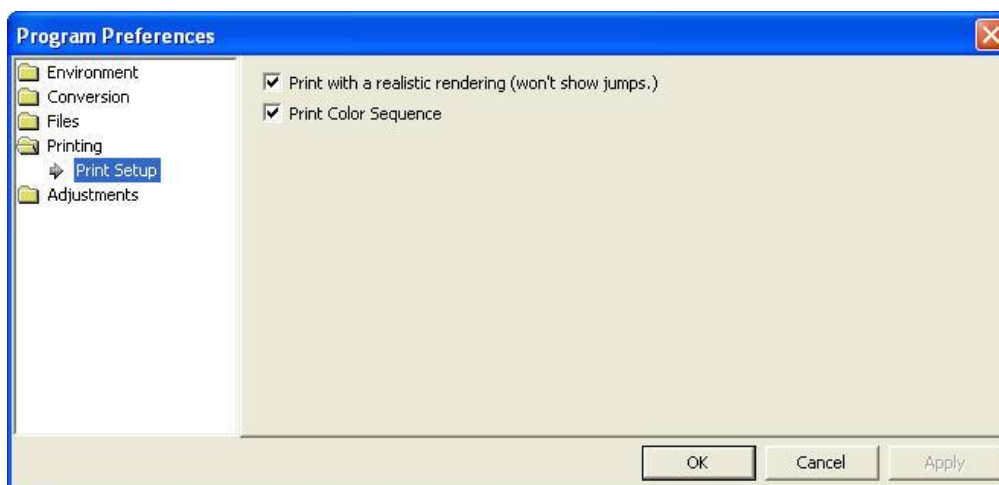 Program Preferences
Environment
Conversion
Files
Printing
Print Setup
Adjustments
Print with a realistic rendering (won't show jumps.)
Print Color Sequence
OK
Cancel
Apply